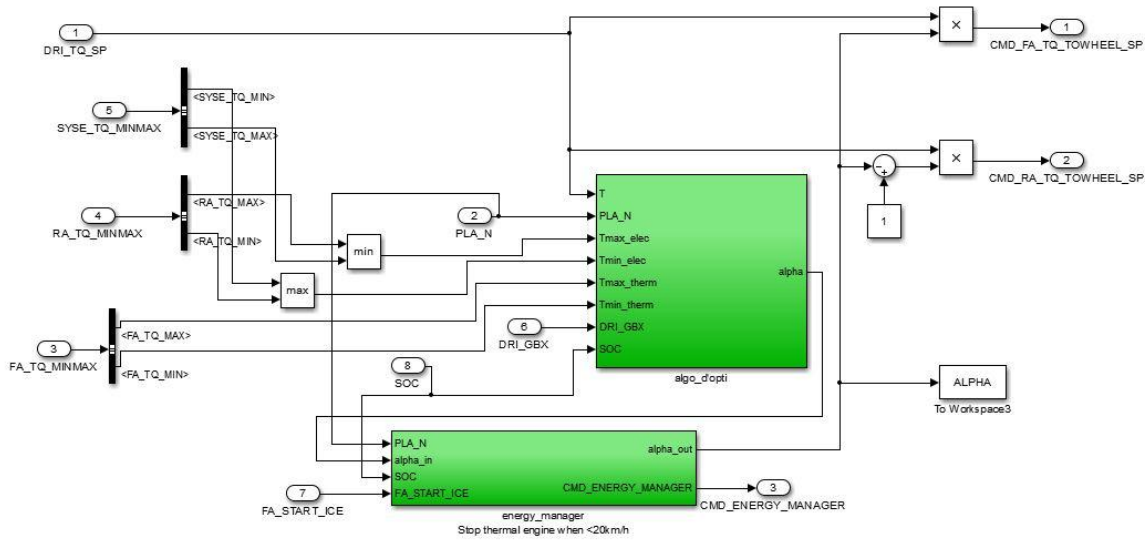 1
DRI_TQ_SP
×
1
CMD_FA_TQ_TOWHEEL_SP
5
SYSE_TQ_MINMAX
<SYSE_TQ_MIN>
<SYSE_TQ_MAX>
×
2
CMD_RA_TQ_TOWHEEL_SP
-
+
1
4
RA_TQ_MINMAX
<RA_TQ_MAX>
<RA_TQ_MIN>
2
PLA_N
min
max
T
PLA_N
Tmax_elec
Tmin_elec
Tmax_therm
Tmin_therm
DRI_GBX
SOC
alpha
algo_d'opti
3
FA_TQ_MINMAX
<FA_TQ_MAX>
<FA_TQ_MIN>
6
DRI_GBX
8
SOC
ALPHA
To Workspace3
PLA_N
alpha_in
SOC
FA_START_ICE
alpha_out
CMD_ENERGY_MANAGER
7
FA_START_ICE
3
CMD_ENERGY_MANAGER
energy_manager
Stop thermal engine when <20km/h